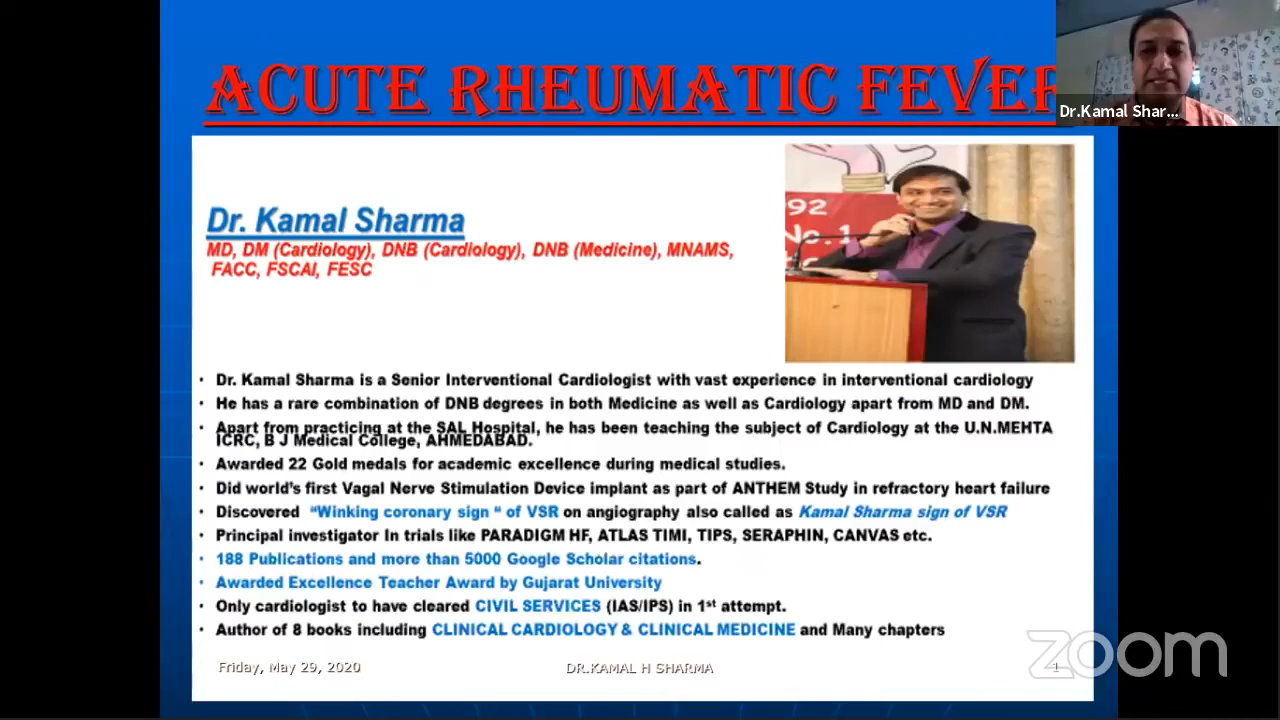 ACUTE RHEUMATIC FEVER
Dr.Kamal Shar...
92
No.1
Dr. Kamal Sharma
MD, DM (Cardiology), DNB (Cardiology), DNB (Medicine), MNAMS,
FACC, FSCAI, FESC
• Dr. Kamal Sharma is a Senior Interventional Cardiologist with vast experience in interventional cardiology
• He has a rare combination of DNB degrees in both Medicine as well as Cardiology apart from MD and DM.
• Apart from practicing at the SAL Hospital, he has been teaching the subject of Cardiology at the U.N.MEHTA
ICRC, B J Medical College, AHMEDABAD.
• Awarded 22 Gold medals for academic excellence during medical studies.
• Did world's first Vagal Nerve Stimulation Device implant as part of ANTHEM Study in refractory heart failure
• Discovered "Winking coronary sign " of VSR on angiography also called as Kamal Sharma sign of VSR
• Principal investigator In trials like PARADIGM HF, ATLAS TIMI, TIPS, SERAPHIN, CANVAS etc.
• 188 Publications and more than 5000 Google Scholar citations.
• Awarded Excellence Teacher Award by Gujarat University
• Only cardiologist to have cleared CIVIL SERVICES (IAS/IPS) in 1st attempt.
• Author of 8 books including CLINICAL CARDIOLOGY & CLINICAL MEDICINE and Many chapters
Friday, May 29, 2020
DR.KAMAL H SHARMA
1
zoom